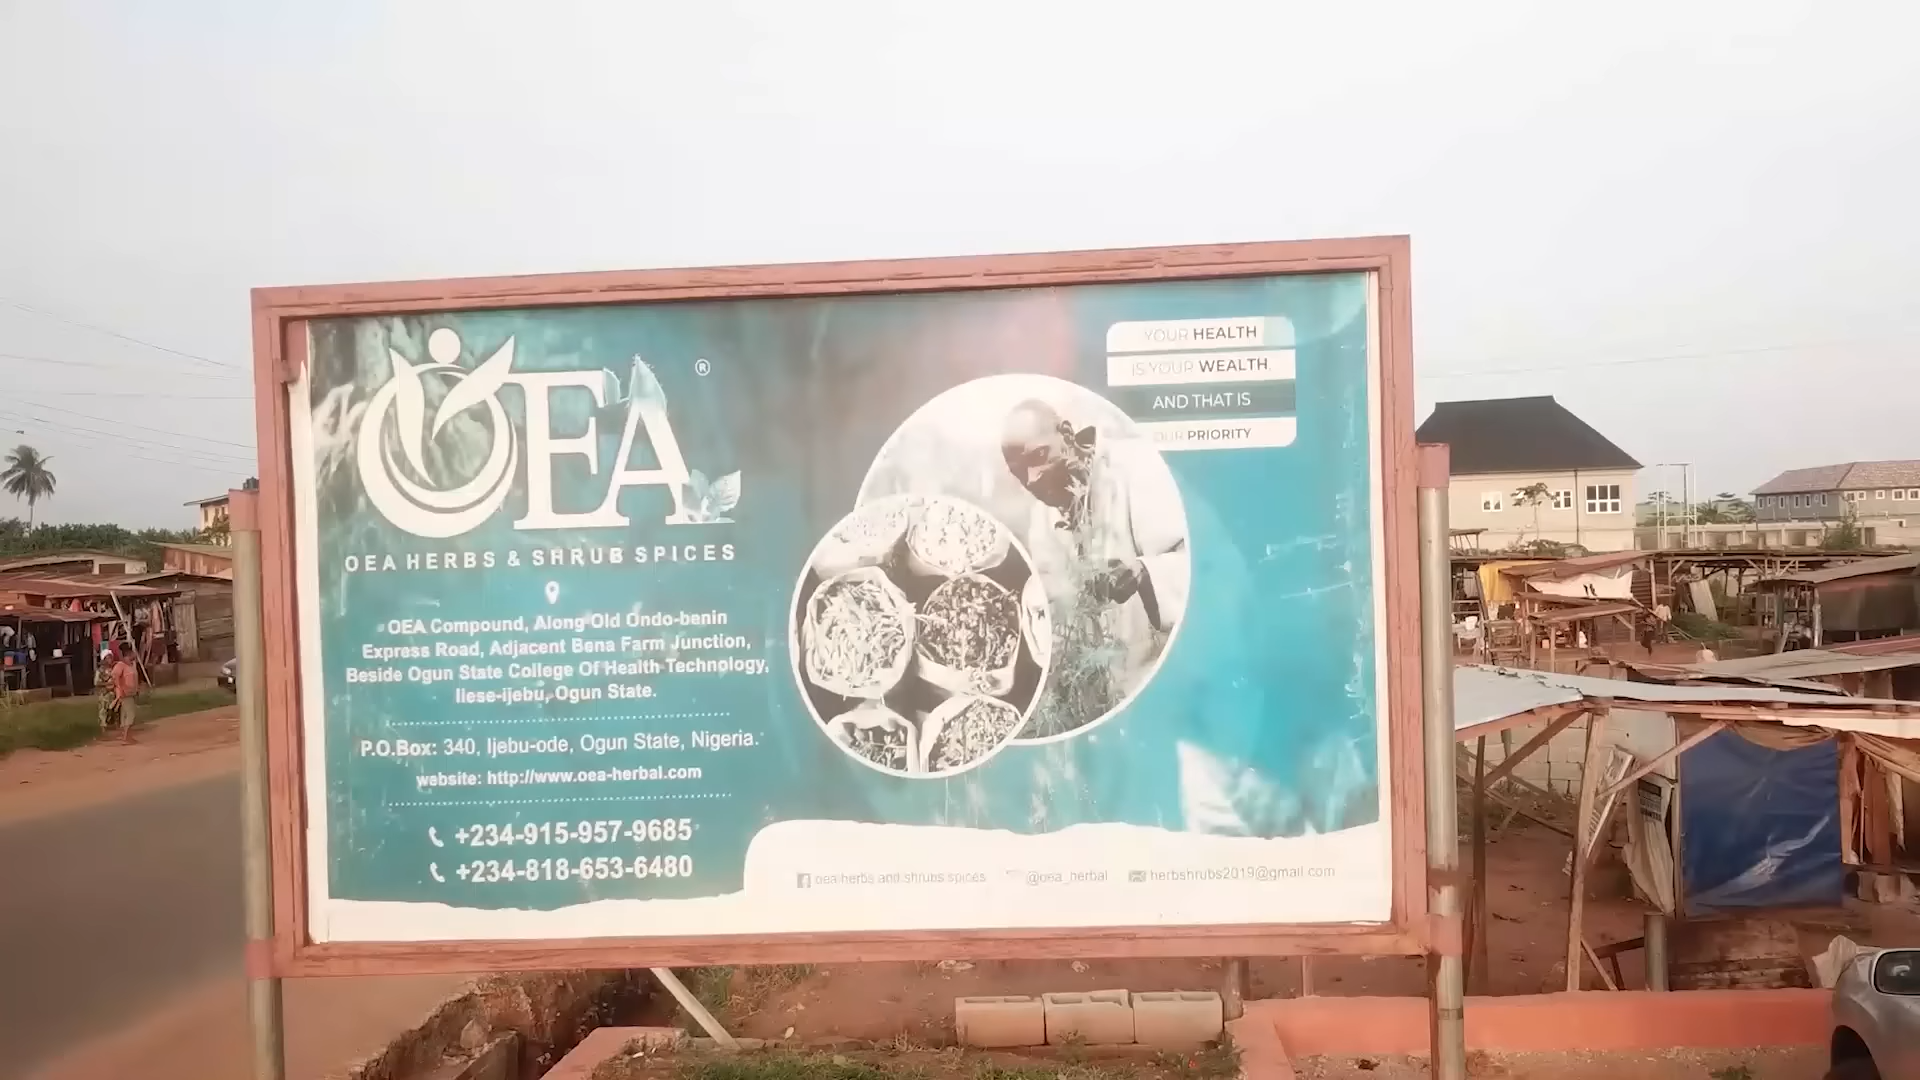 OEA ®
OEA HERBS & SHRUB SPICES
OEA Compound, Along Old Ondo-benin
Express Road, Adjacent Bena Farm Junction,
Beside Ogun State College Of Health Technology,
Ilese-ijebu, Ogun State.
P.O.Box: 340, Ijebu-ode, Ogun State, Nigeria.
website: http://www.oea-herbal.com
+234-915-957-9685
+234-818-653-6480
YOUR HEALTH
IS YOUR WEALTH
AND THAT IS
OUR PRIORITY
oea herbs and shrubs spices @oea_herbal herbshrubs2019@gmail.com